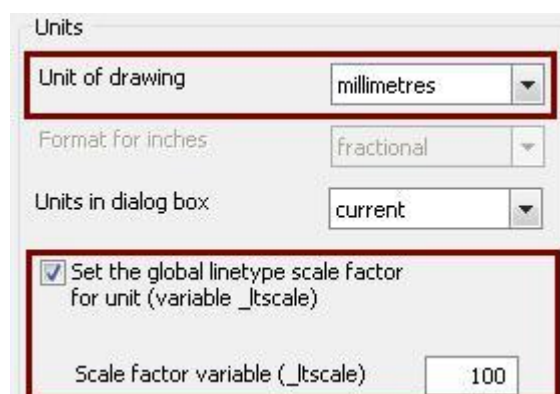 Units
Unit of drawing millimetres
Format for inches fractional
Units in dialog box current
Set the global linetype scale factor
for unit (variable _ltscale)
Scale factor variable (_ltscale) 100